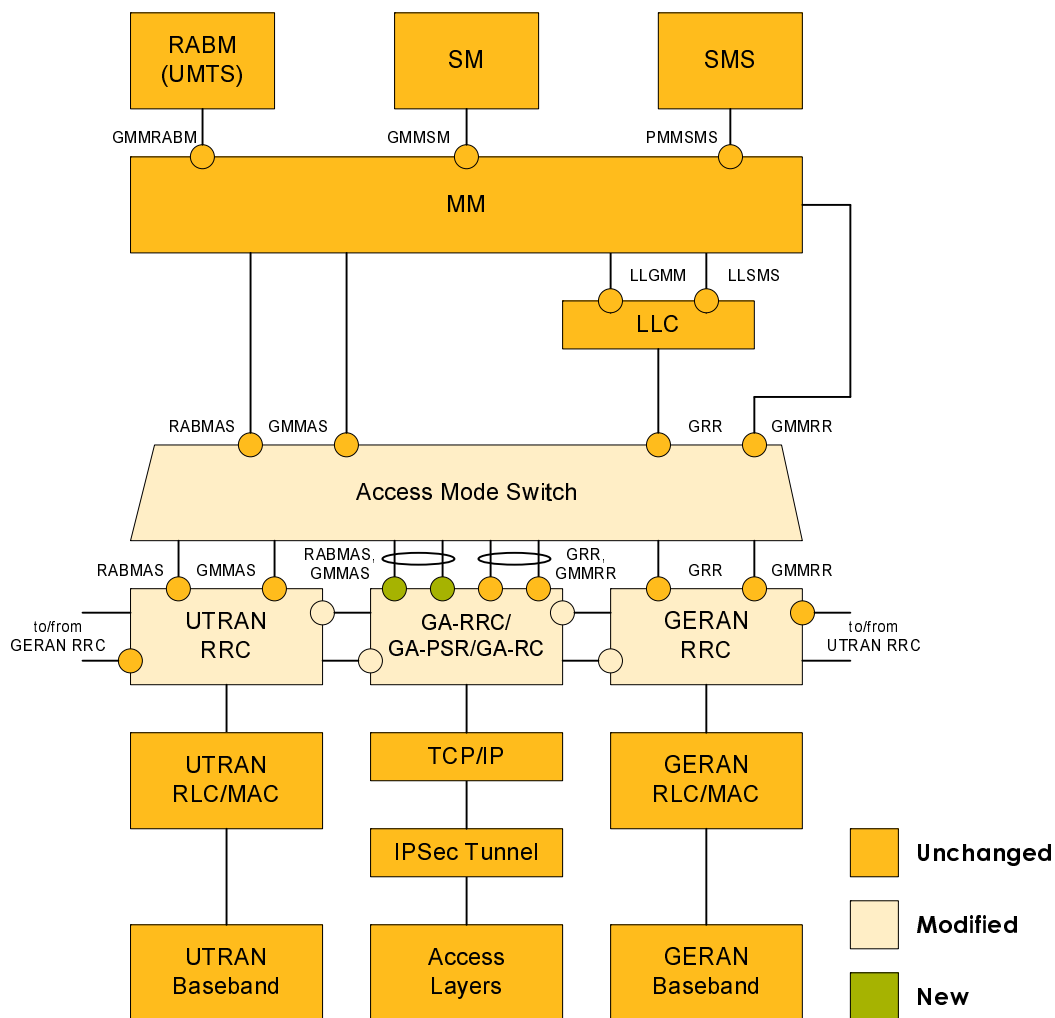 RABM
(UMTS)
SM
SMS
GMMRABM
GMMSM
PMMSMS
MM
LLGMM
LLSMS
LLC
RABMAS
GMMAS
GRR
GMMRR
Access Mode Switch
RABMAS
GMMAS
RABMAS,
GMMAS
GRR,
GMMRR
GRR
GMMRR
to/from
GERAN RRC
UTRAN
RRC
GA-RRC/
GA-PSR/GA-RC
GERAN
RRC
to/from
UTRAN RRC
UTRAN
RLC/MAC
TCP/IP
GERAN
RLC/MAC
IPSec Tunnel
Unchanged
Modified
UTRAN
Baseband
Access
Layers
GERAN
Baseband
New